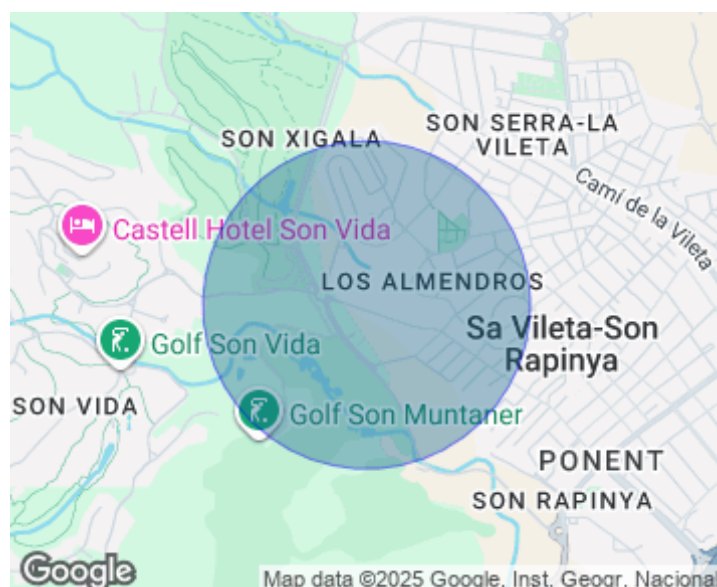 SON XIGALA
SON SERRA-LA
VILETA
Camí de la Vileta
Castell Hotel Son Vida
LOS ALMENDROS
Sa Vileta-Son
Rapinya
Golf Son Vida
SON VIDA
Golf Son Muntaner
PONENT
SON RAPINYA
Google
Map data ©2025 Google, Inst. Geogr. Naciona